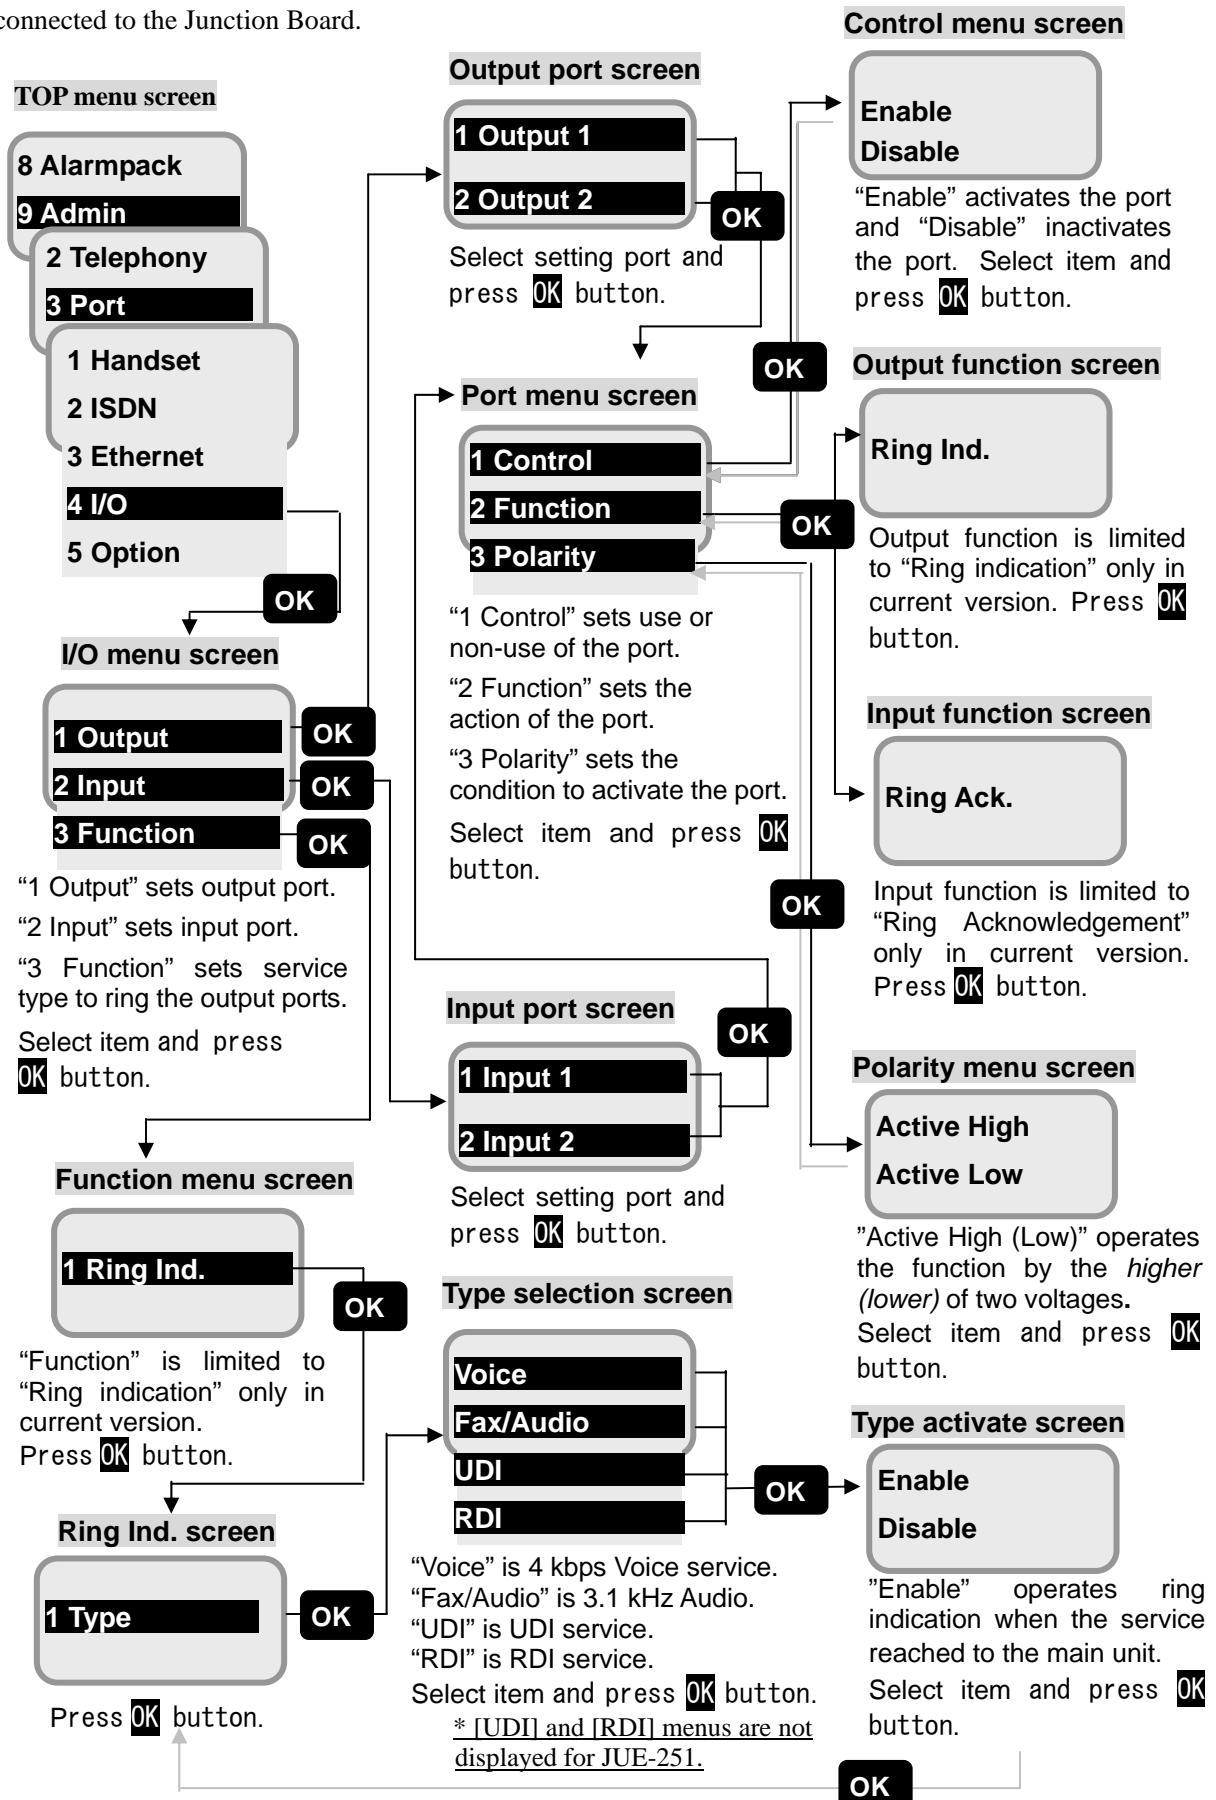 connected to the Junction Board.
TOP menu screen
8 Alarmpack
9 Admin
2 Telephony
3 Port
1 Handset
2 ISDN
3 Ethernet
4 I/O
5 Option
OK
I/O menu screen
1 Output
OK
2 Input
OK
3 Function
OK
“1 Output” sets output port.
“2 Input” sets input port.
“3 Function” sets service
type to ring the output ports.
Select item and press
OK button.
Function menu screen
1 Ring Ind.
OK
“Function” is limited to
“Ring indication” only in
current version.
Press OK button.
Ring Ind. screen
1 Type
OK
Press OK button.
Output port screen
1 Output 1
2 Output 2
OK
Select setting port and
press OK button.
Port menu screen
1 Control
2 Function
3 Polarity
OK
OK
OK
“1 Control” sets use or
non-use of the port.
“2 Function” sets the
action of the port.
“3 Polarity” sets the
condition to activate the port.
Select item and press OK
button.
Input port screen
OK
1 Input 1
2 Input 2
Select setting port and
press OK button.
Type selection screen
Voice
Fax/Audio
UDI
RDI
OK
“Voice” is 4 kbps Voice service.
“Fax/Audio” is 3.1 kHz Audio.
“UDI” is UDI service.
“RDI” is RDI service.
Select item and press OK button.
* [UDI] and [RDI] menus are not
displayed for JUE-251.
Control menu screen
Enable
Disable
“Enable” activates the port
and “Disable” inactivates
the port. Select item and
press OK button.
Output function screen
Ring Ind.
Output function is limited
to “Ring indication” only in
current version. Press OK
button.
Input function screen
Ring Ack.
Input function is limited to
“Ring Acknowledgement”
only in current version.
Press OK button.
Polarity menu screen
Active High
Active Low
”Active High (Low)” operates
the function by the higher
(lower) of two voltages.
Select item and press OK
button.
Type activate screen
Enable
Disable
”Enable” operates ring
indication when the service
reached to the main unit.
Select item and press OK
button.
OK